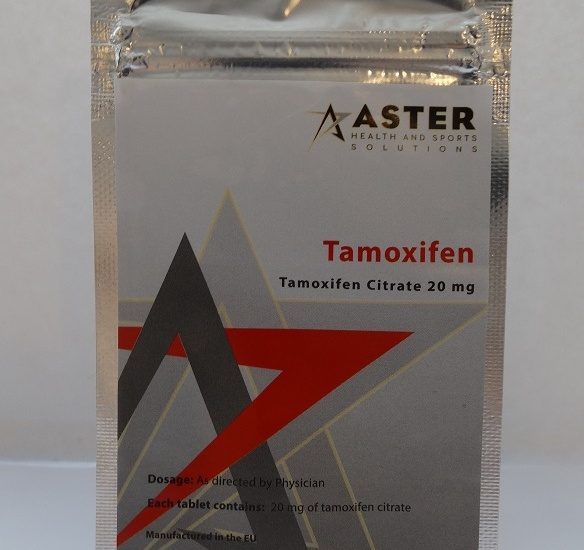 ASTER
HEALTH AND SPORTS
SOLUTIONS
Tamoxifen
Tamoxifen Citrate 20 mg
Dosage: As directed by Physician
Each tablet contains: 20 mg of tamoxifen citrate
Manufactured in the EU